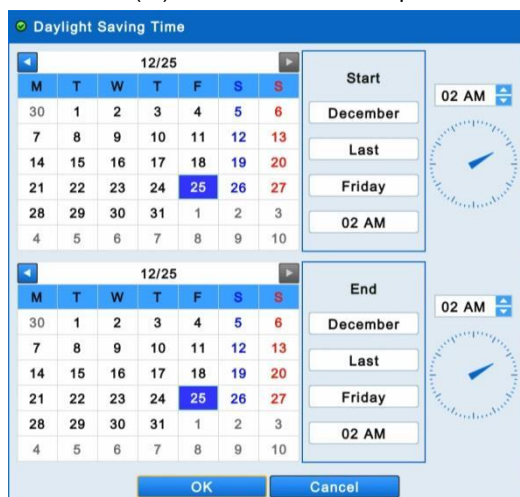 Daylight Saving Time
12/25
M T W T F S S
30 1 2 3 4 5 6
7 8 9 10 11 12 13
14 15 16 17 18 19 20
21 22 23 24 25 26 27
28 29 30 31 1 2 3
4 5 6 7 8 9 10
Start
December
Last
Friday
02 AM
02 AM
12/25
M T W T F S S
30 1 2 3 4 5 6
7 8 9 10 11 12 13
14 15 16 17 18 19 20
21 22 23 24 25 26 27
28 29 30 31 1 2 3
4 5 6 7 8 9 10
End
December
Last
Friday
02 AM
02 AM
OK Cancel